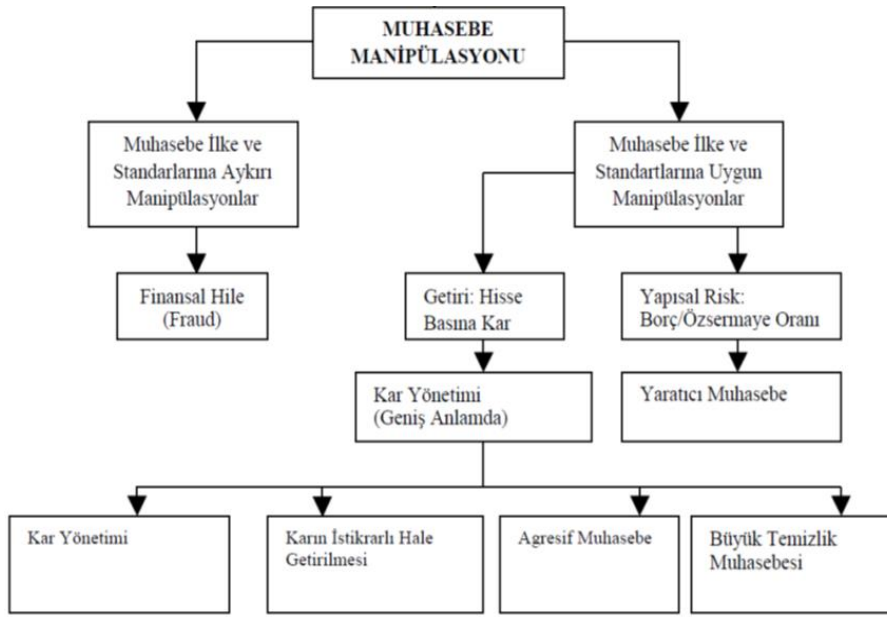 MUHASEBE
MANİPÜLASYONU
Muhasebe İlke ve
Standarlarına Aykırı
Manipülasyonlar
Muhasebe İlke ve
Standartlarına Uygun
Manipülasyonlar
Finansal Hile
(Fraud)
Getiri: Hisse
Basına Kar
Yapısal Risk:
Borç/Özsermaye Oranı
Kar Yönetimi
(Geniş Anlamda)
Yaratıcı Muhasebe
Kar Yönetimi
Karın İstikrarlı Hale
Getirilmesi
Agresif Muhasebe
Büyük Temizlik
Muhasebesi